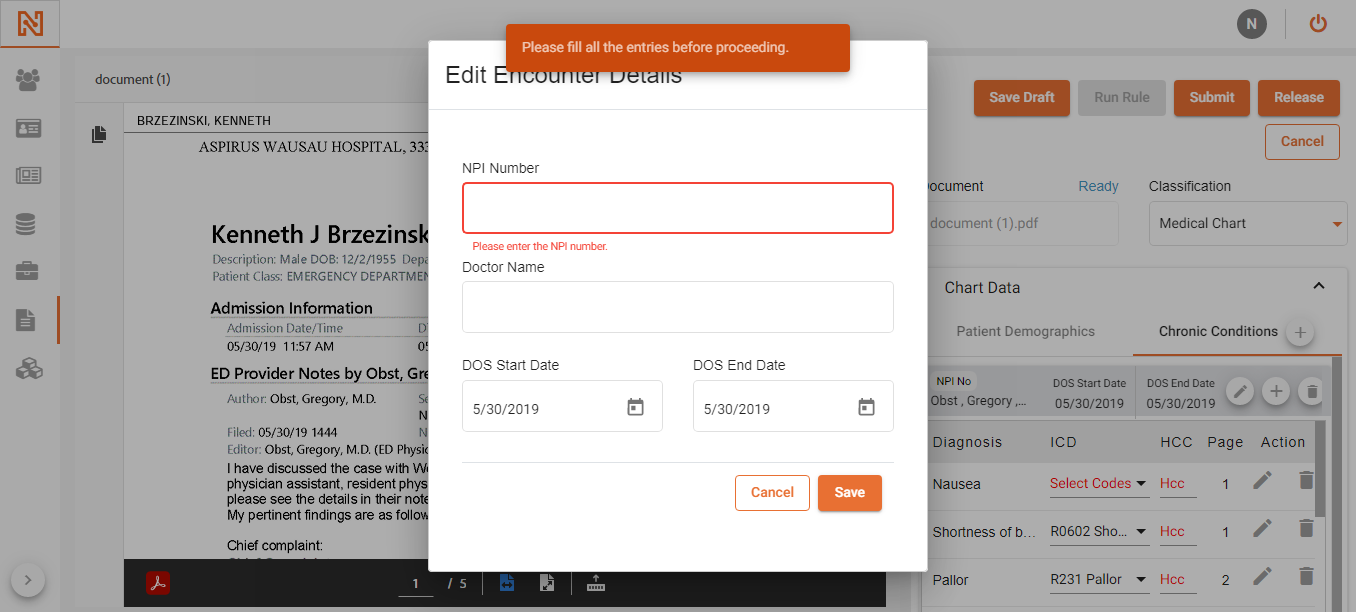 N
Please fill all the entries before proceeding.
Edit Encounter Details
document (1)
Save Draft
Run Rule
Submit
Release
Cancel
BRZEZINSKI, KENNETH
ASPIRUS WAUSAU HOSPITAL, 333
NPI Number
Please enter the NPI number.
Doctor Name
DOS Start Date
DOS End Date
5/30/2019
5/30/2019
Cancel
Save
Document
Ready
Classification
document (1).pdf
Medical Chart
Kenneth J Brzezinsk
Description: Male DOB: 12/2/1955 Depa
Patient Class: EMERGENCY DEPARTMEN
Admission Information
Admission Date/Time
05/30/19 11:57 AM
ED Provider Notes by Obst, Gre
Author: Obst, Gregory, M.D.
Filed: 05/30/19 1444
Editor: Obst, Gregory, M.D. (ED Physic
I have discussed the case with We
physician assistant, resident phys
please see the details in their note
My pertinent findings are as follow
Chief complaint:
1 / 5
Chart Data
Patient Demographics
Chronic Conditions
NPI No
DOS Start Date
DOS End Date
Obst , Gregory ,...
05/30/2019
05/30/2019
Diagnosis ICD HCC Page Action
Nausea Select Codes Hcc 1
Shortness of b... R0602 Sho... Hcc 1
Pallor R231 Pallor Hcc 2